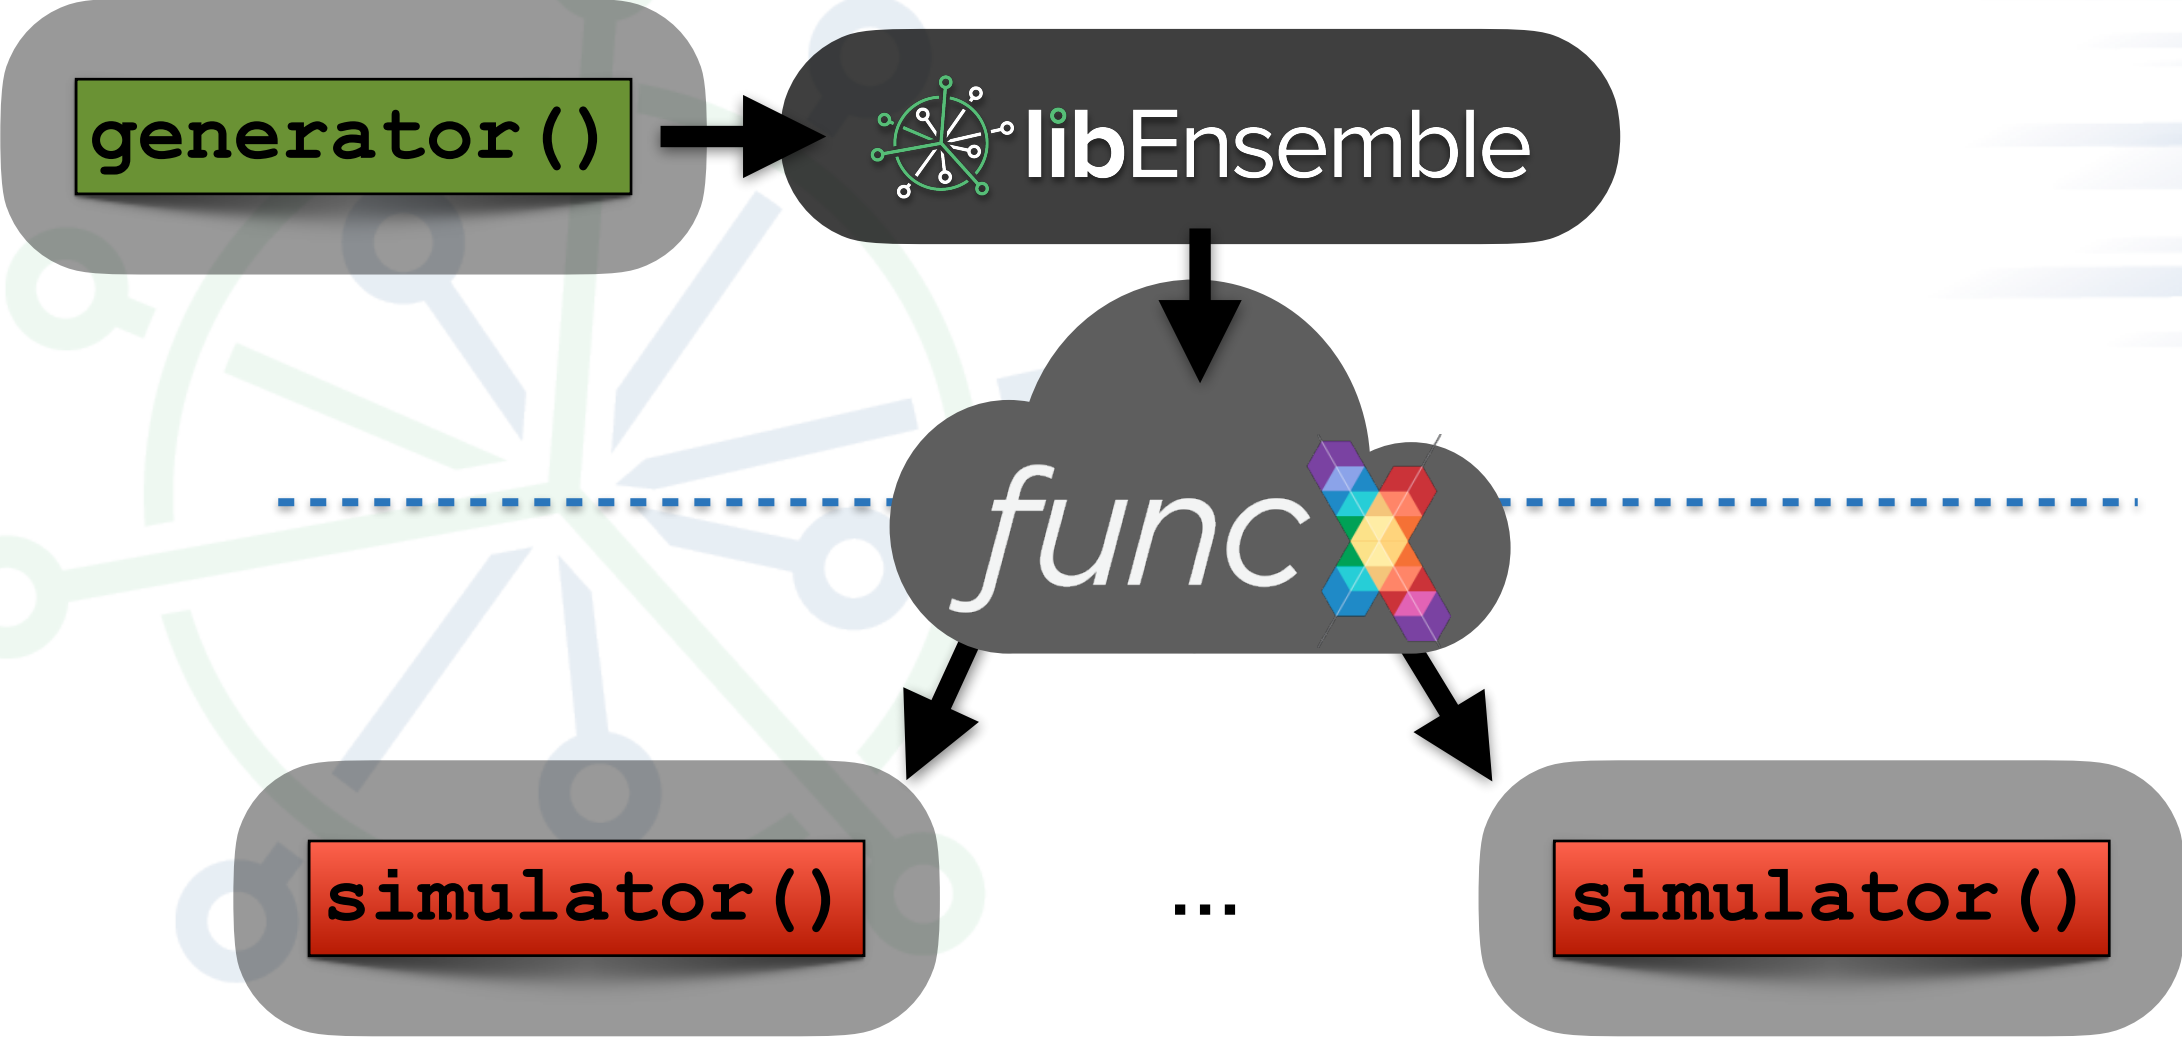 generator()
libEnsemble
funcX
simulator()
...
simulator()